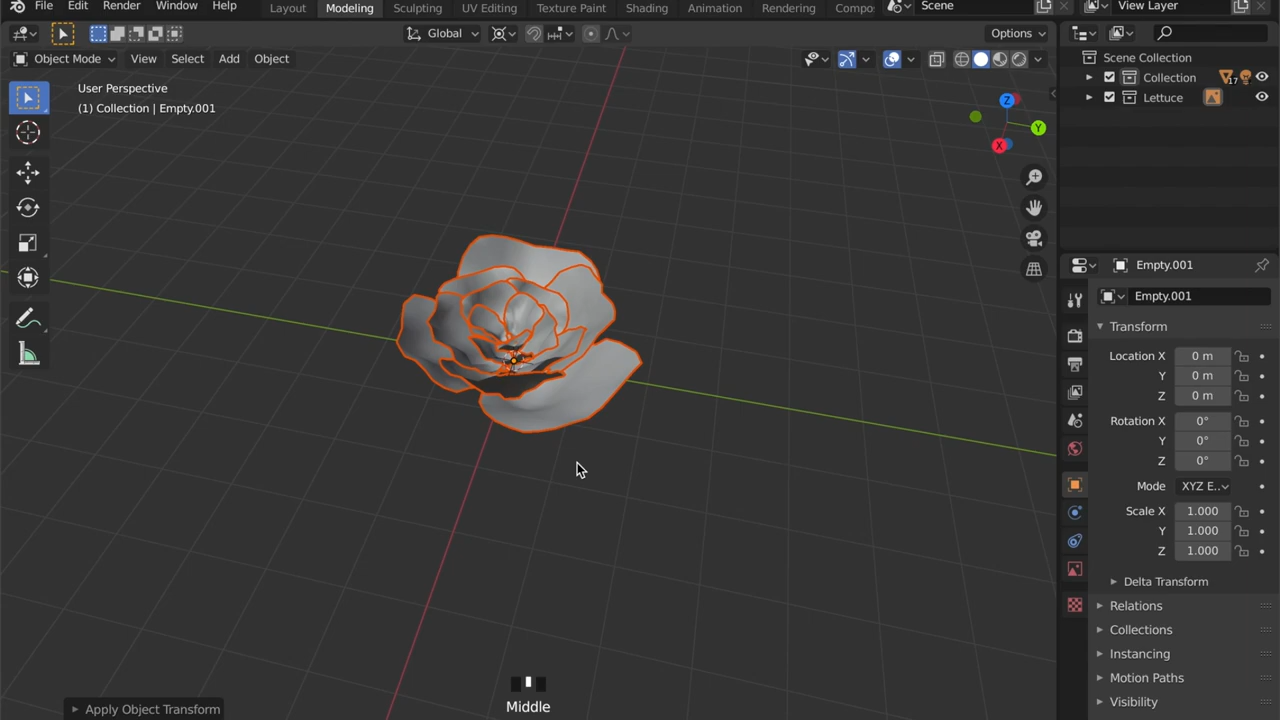 File Edit Render Window Help Layout Modeling Sculpting UV Editing Texture Paint Shading Animation Rendering Compo Scene View Layer
Global Options
Object Mode View Select Add Object
User Perspective
(1) Collection | Empty.001
Z
Y
X
Scene Collection
Collection 17
Lettuce
Empty.001
Empty.001
Transform
Location X 0 m
Y 0 m
Z 0 m
Rotation X 0°
Y 0°
Z 0°
Mode XYZ E..
Scale X 1.000
Y 1.000
Z 1.000
Delta Transform
Relations
Collections
Instancing
Motion Paths
Visibility
Middle
Apply Object Transform